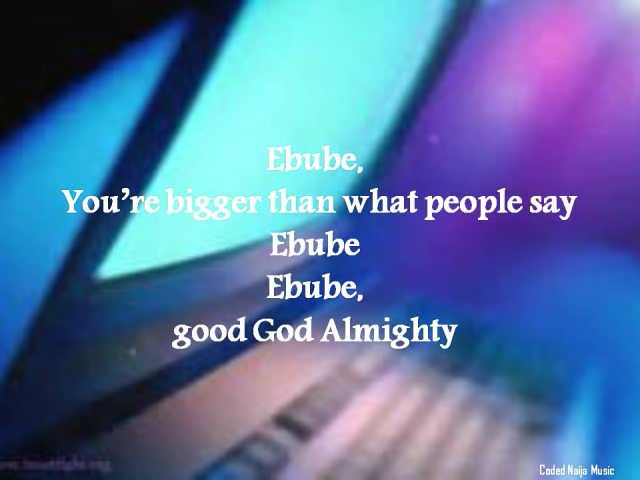 Ebube,
You're bigger than what people say
Ebube
Ebube,
good God Almighty
Coded Naija Music